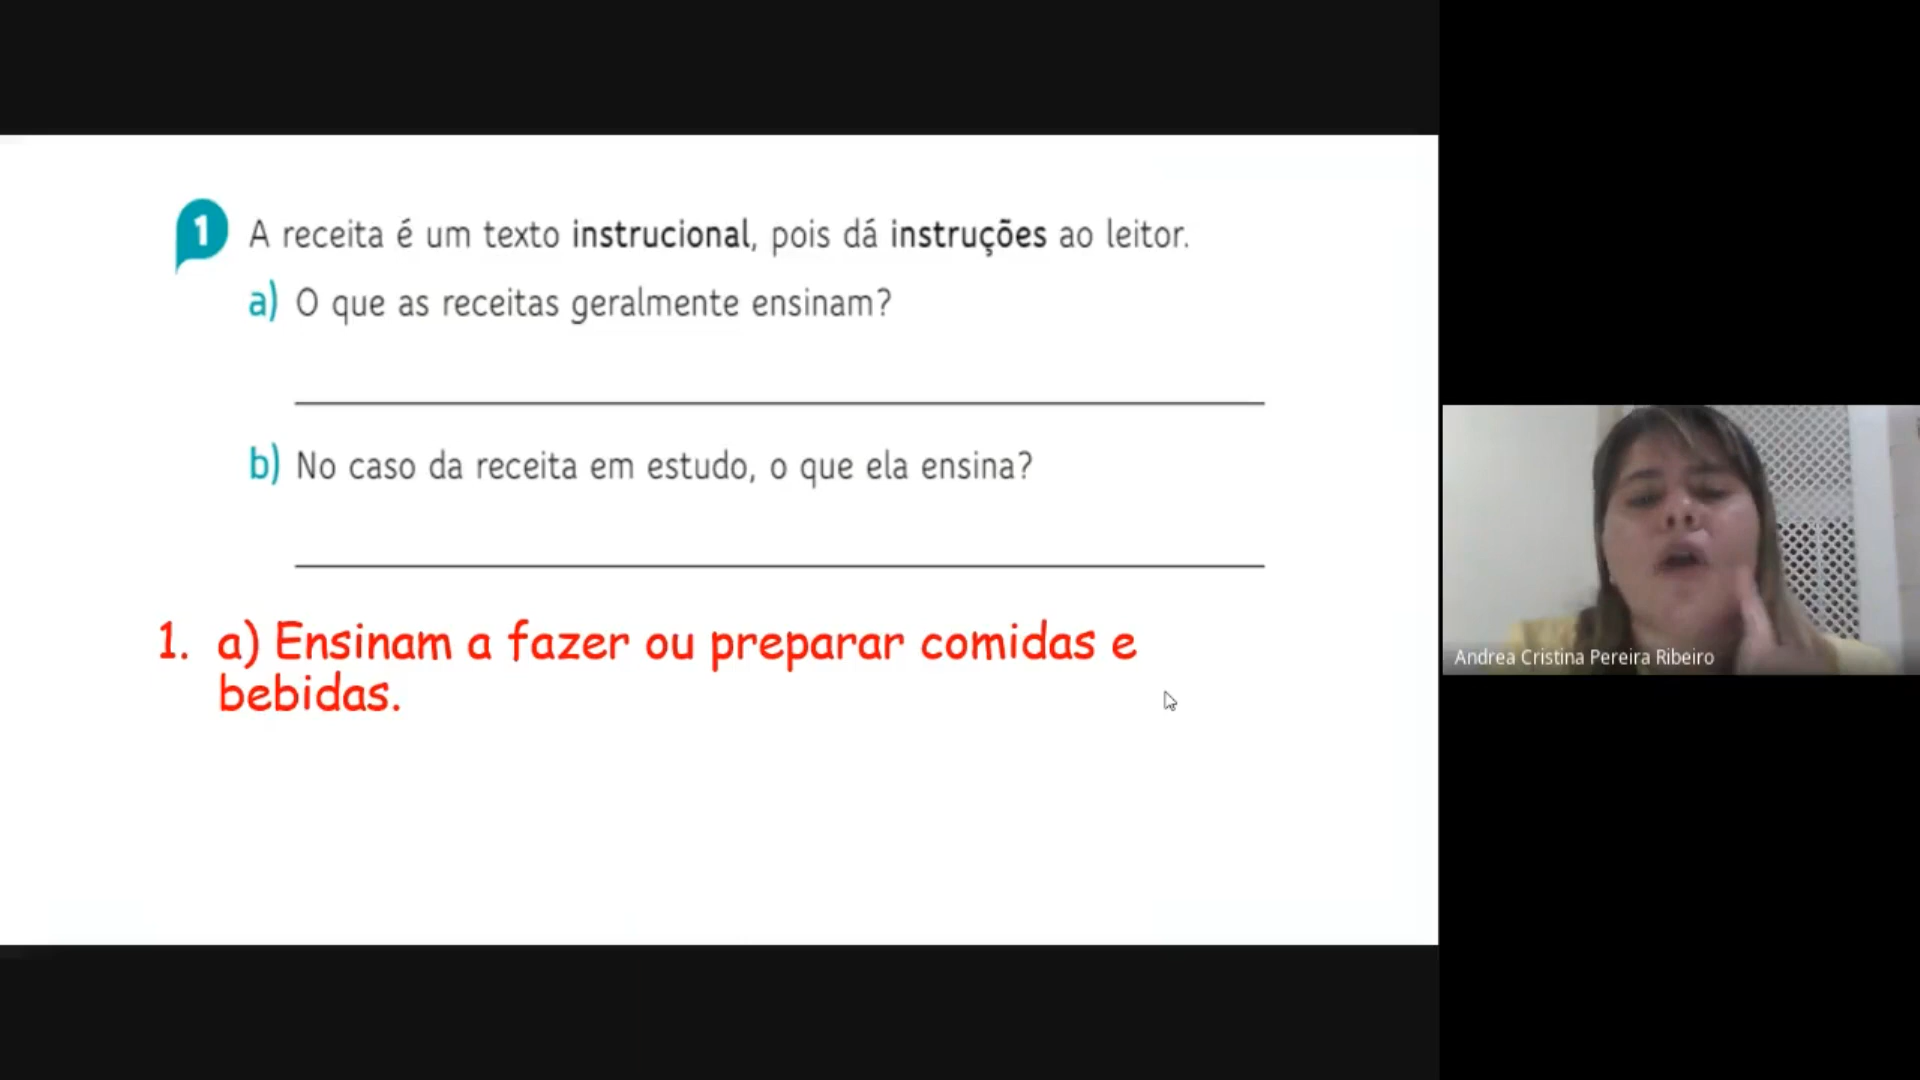 1
A receita é um texto instrucional, pois dá instruções ao leitor.
a) O que as receitas geralmente ensinam?
b) No caso da receita em estudo, o que ela ensina?
1. a) Ensinam a fazer ou preparar comidas e
bebidas.
Andrea Cristina Pereira Ribeiro